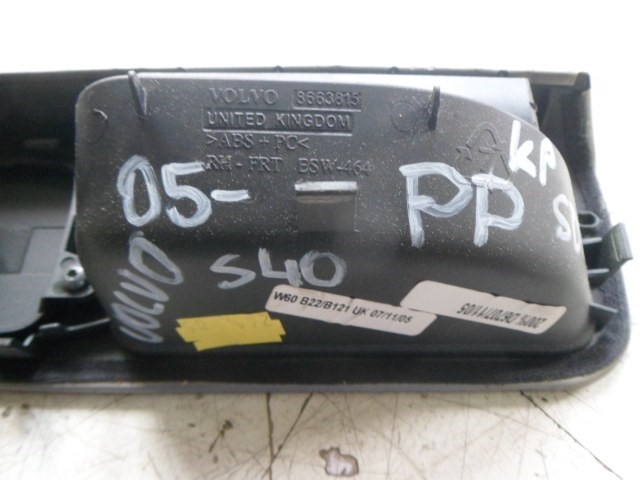 VOLVO 8663815
UNITED KINGDOM
>ABS + PC<
RH - FRT ESW-464
KP
05-
PP
VOLVO
S40
W60 B22/B121 UK 07/11/05